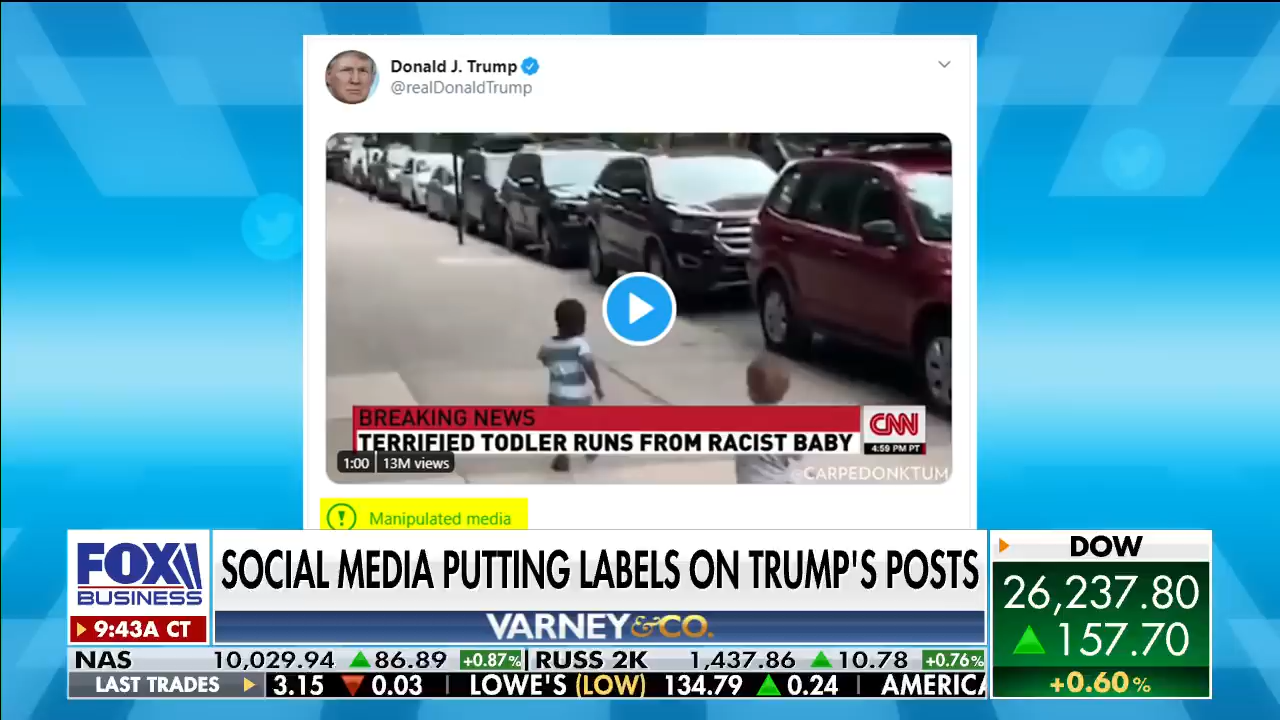 Donald J. Trump
@realDonaldTrump
BREAKING NEWS
TERRIFIED TODLER RUNS FROM RACIST BABY
CNN
4:59 PM PT
1:00 | 13M views
@CARPEDONKTUM
Manipulated media
FOX
BUSINESS
9:43A CT
SOCIAL MEDIA PUTTING LABELS ON TRUMP'S POSTS
VARNEY & CO.
DOW
26,237.80
157.70
+0.60%
NAS 10,029.94 86.89 +0.87% RUSS 2K 1,437.86 10.78 +0.76%
LAST TRADES 3.15 0.03 | LOWE'S (LOW) 134.79 0.24 | AMERICA